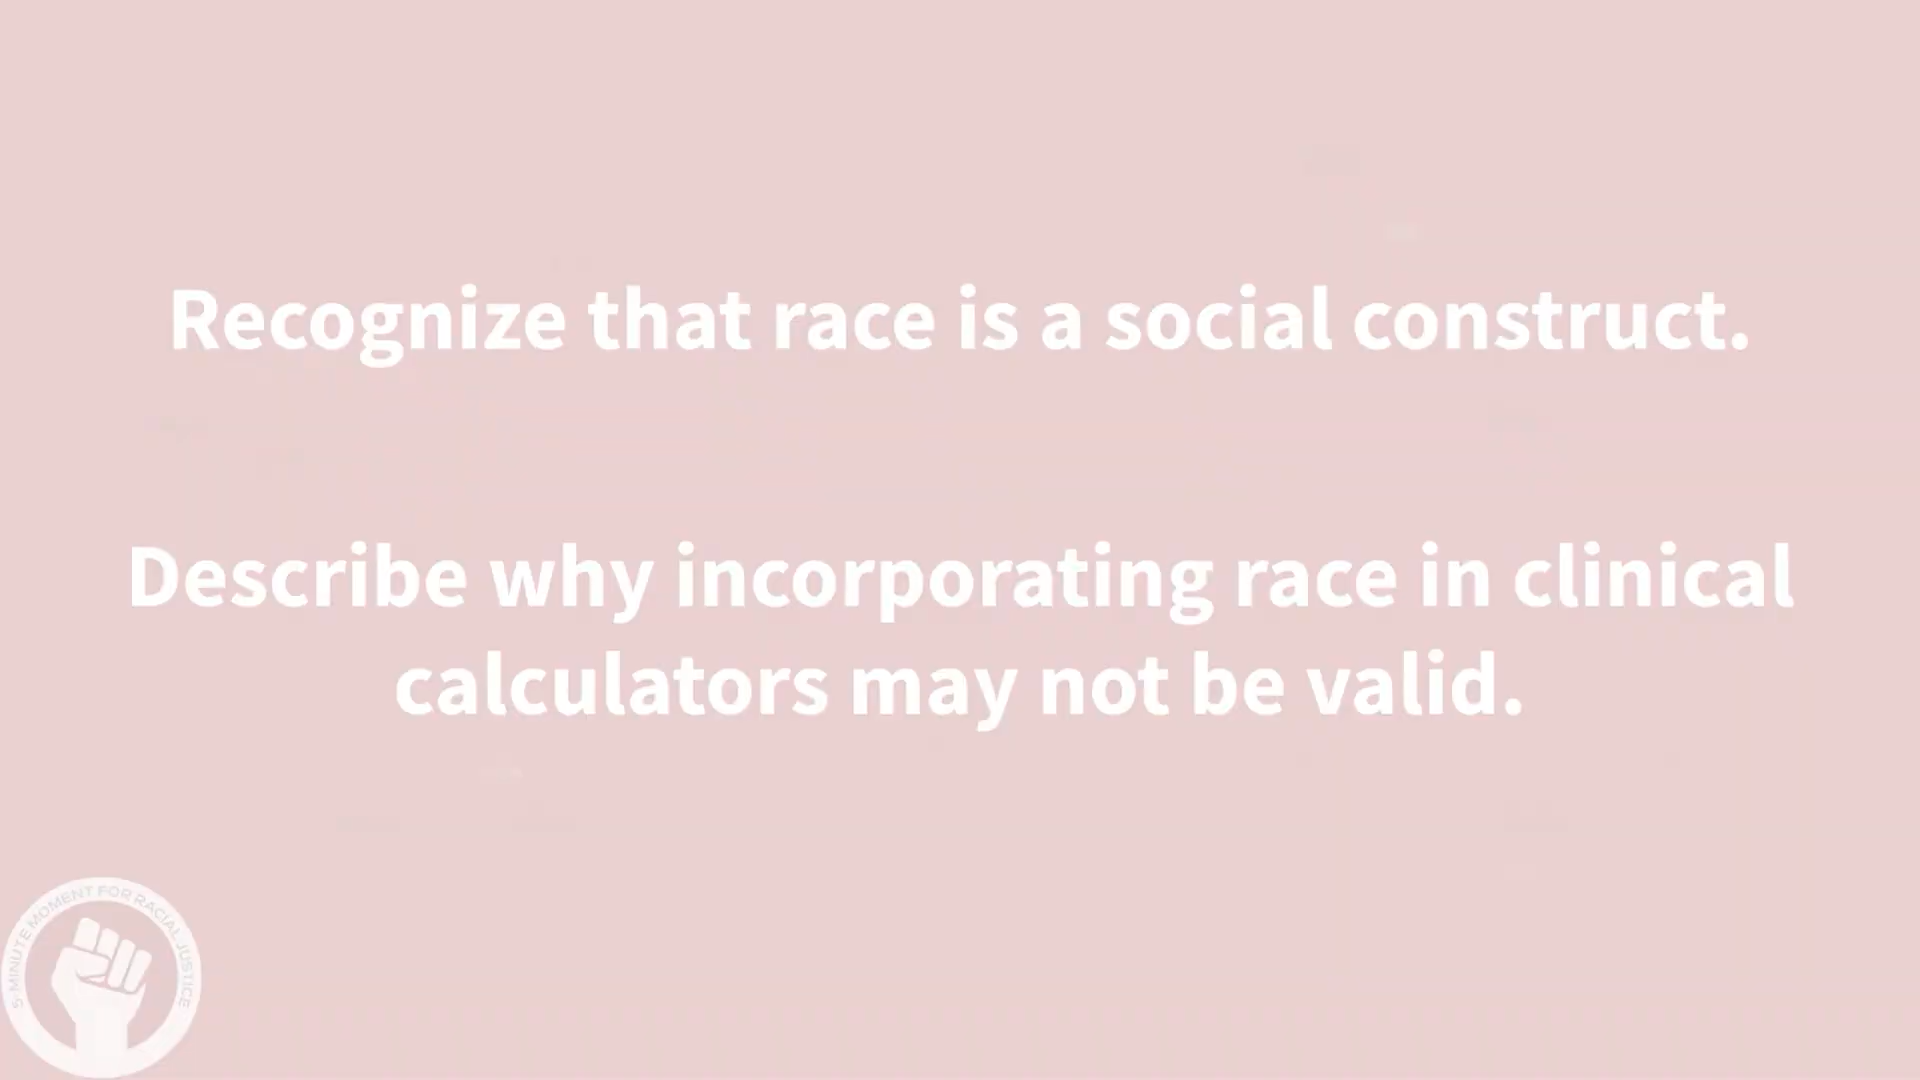 Recognize that race is a social construct.
Describe why incorporating race in clinical
calculators may not be valid.
5-MINUTE MOMENT FOR RACIAL JUSTICE